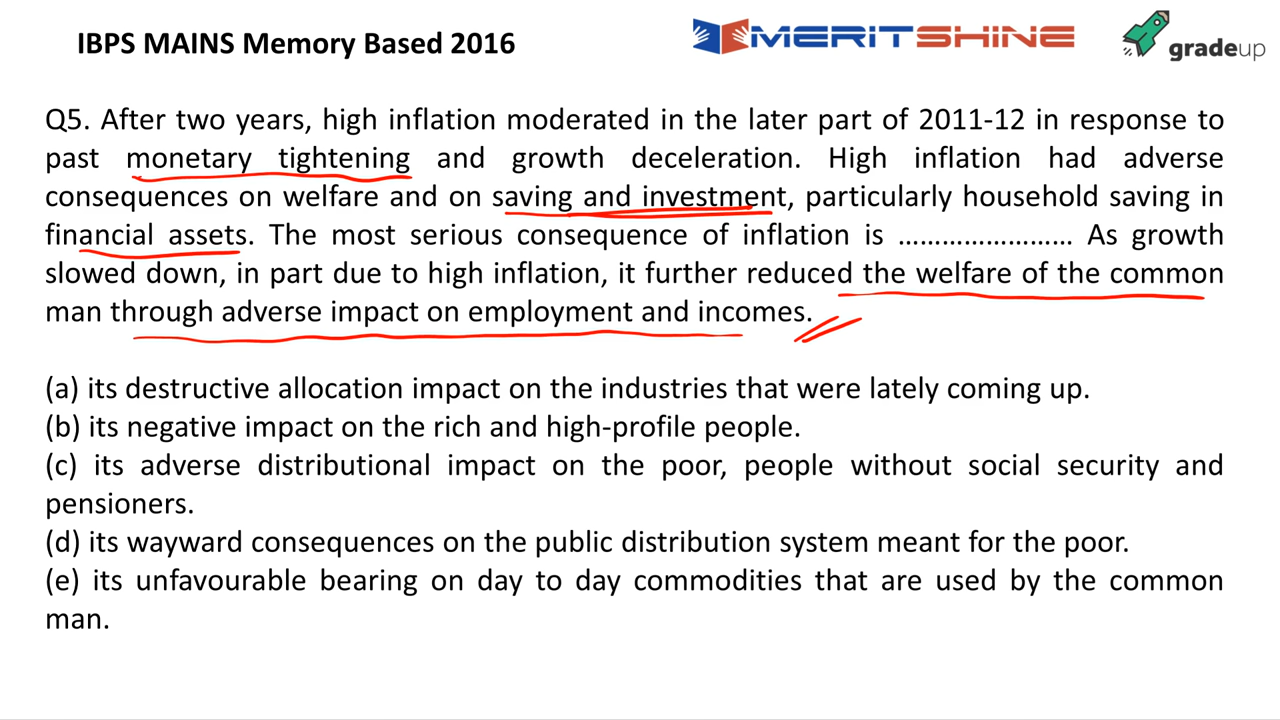 IBPS MAINS Memory Based 2016
MERITSHINE
gradeup
Q5. After two years, high inflation moderated in the later part of 2011-12 in response to
past monetary tightening and growth deceleration. High inflation had adverse
consequences on welfare and on saving and investment, particularly household saving in
financial assets. The most serious consequence of inflation is …………………… As growth
slowed down, in part due to high inflation, it further reduced the welfare of the common
man through adverse impact on employment and incomes.
(a) its destructive allocation impact on the industries that were lately coming up.
(b) its negative impact on the rich and high-profile people.
(c) its adverse distributional impact on the poor, people without social security and
pensioners.
(d) its wayward consequences on the public distribution system meant for the poor.
(e) its unfavourable bearing on day to day commodities that are used by the common
man.